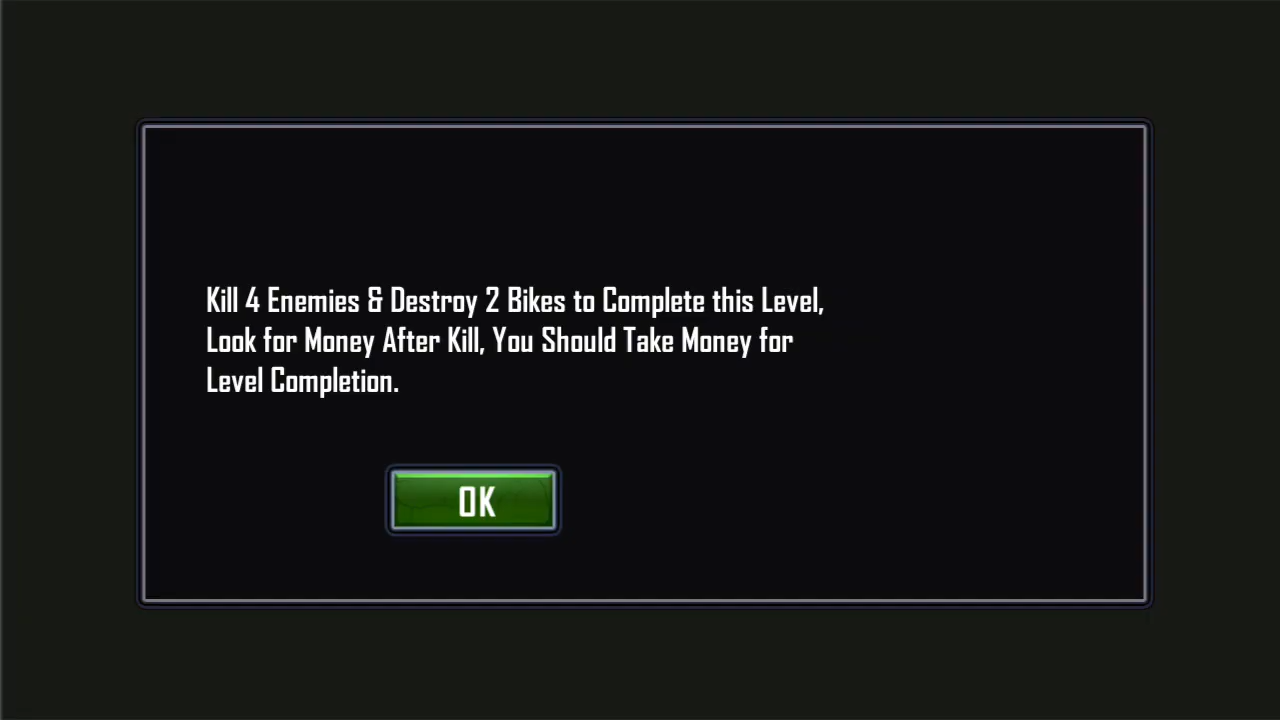 Kill 4 Enemies & Destroy 2 Bikes to Complete this Level,
Look for Money After Kill, You Should Take Money for
Level Completion.
OK